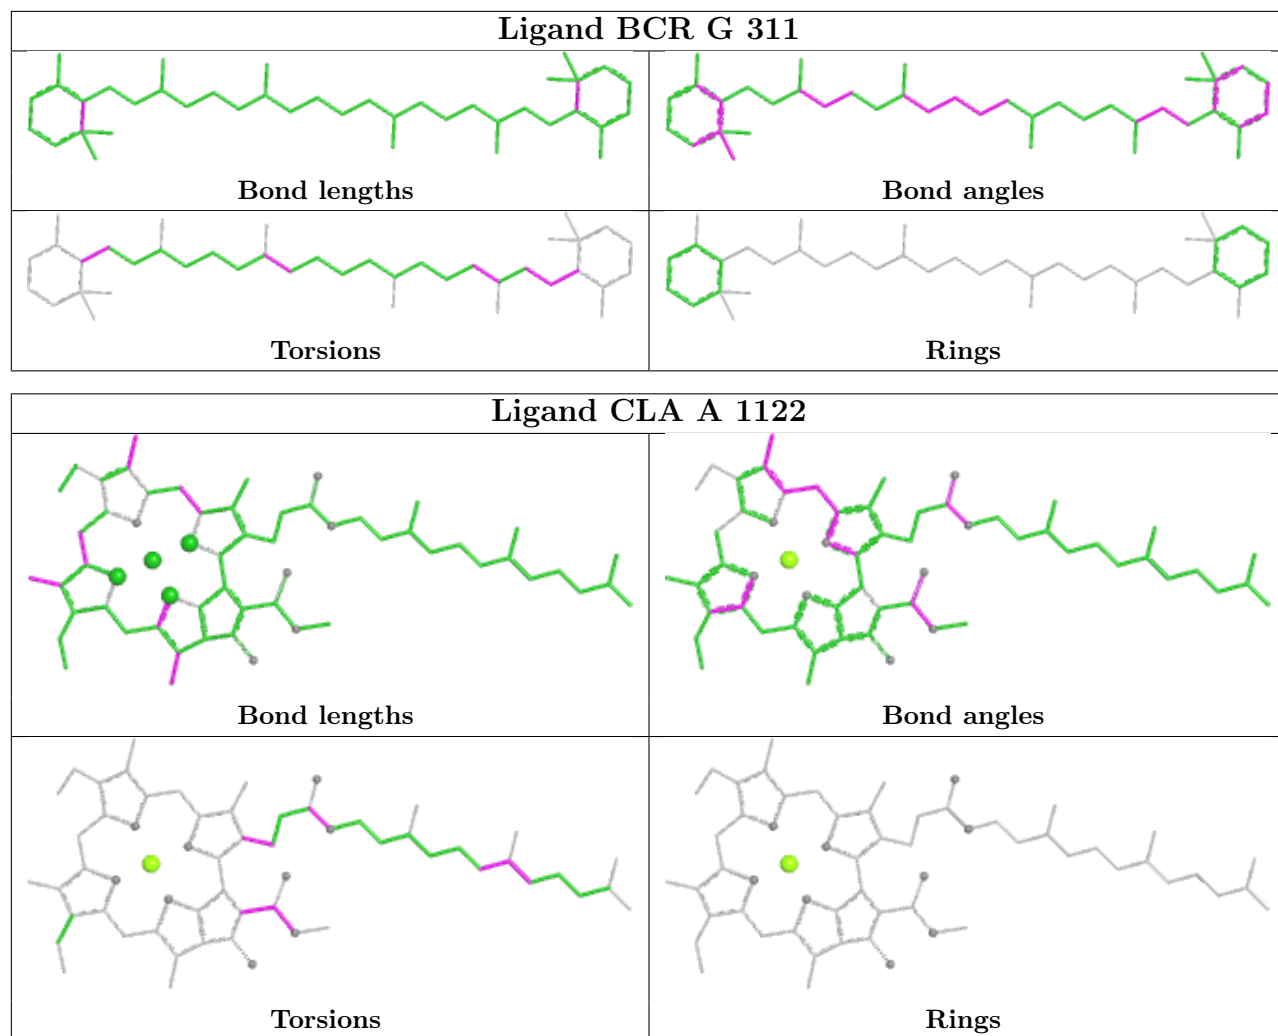 Ligand BCR G 311
Bond lengths
Bond angles
Torsions
Rings
Ligand CLA A 1122
Bond lengths
Bond angles
Torsions
Rings